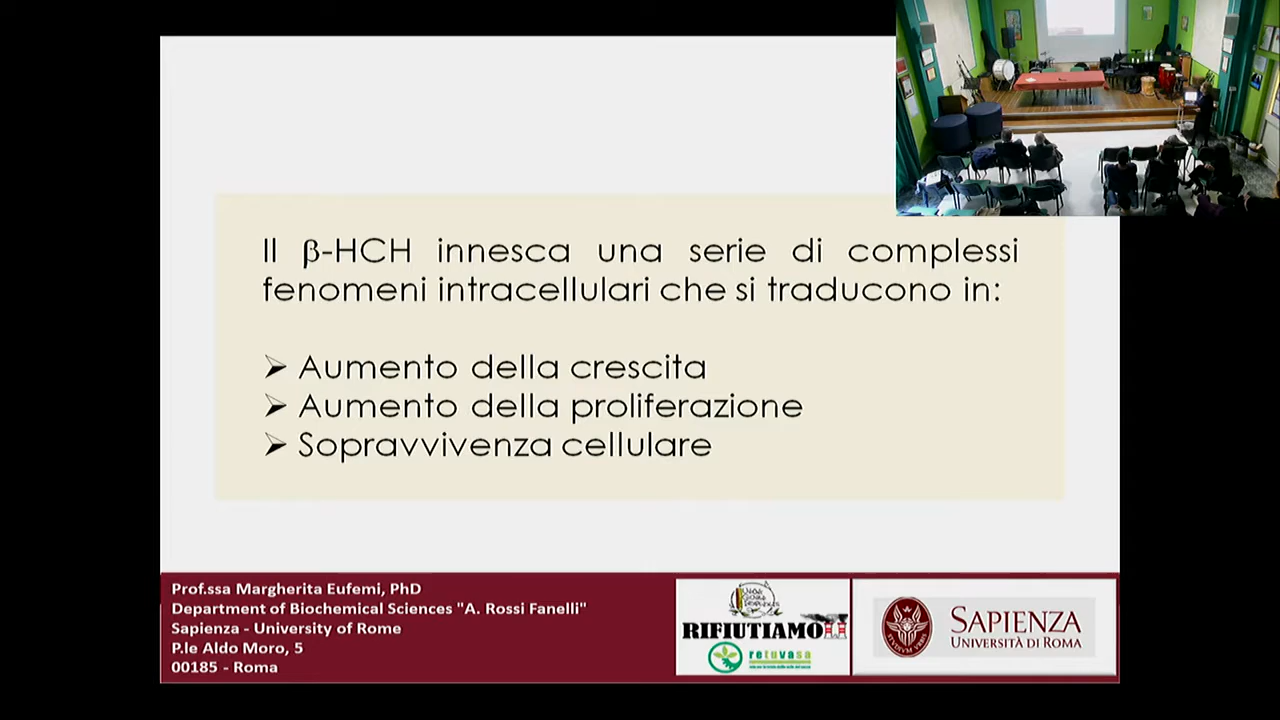 Il β-HCH innesca una serie di complessi
fenomeni intracellulari che si traducono in:
➢ Aumento della crescita
➢ Aumento della proliferazione
➢ Sopravvivenza cellulare
Prof.ssa Margherita Eufemi, PhD
Department of Biochemical Sciences "A. Rossi Fanelli"
Sapienza - University of Rome
P.le Aldo Moro, 5
00185 - Roma
RIFIUTIAMOLI
retuvasa
SAPIENZA
UNIVERSITÀ DI ROMA